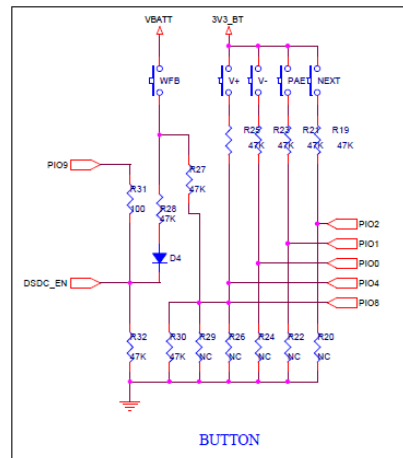 VBATT 3V3_BT
WFB V+ V- PAET NEXT
R25 R23 R21 R19
47K 47K 47K 47K
PIO9
R27
47K
R31
100
R28
47K
PIO2
PIO1
D4
PIO0
DSDC_EN
PIO4
PIO8
R32 R30 R29 R26 R24 R22 R20
47K 47K NC NC NC NC NC
BUTTON